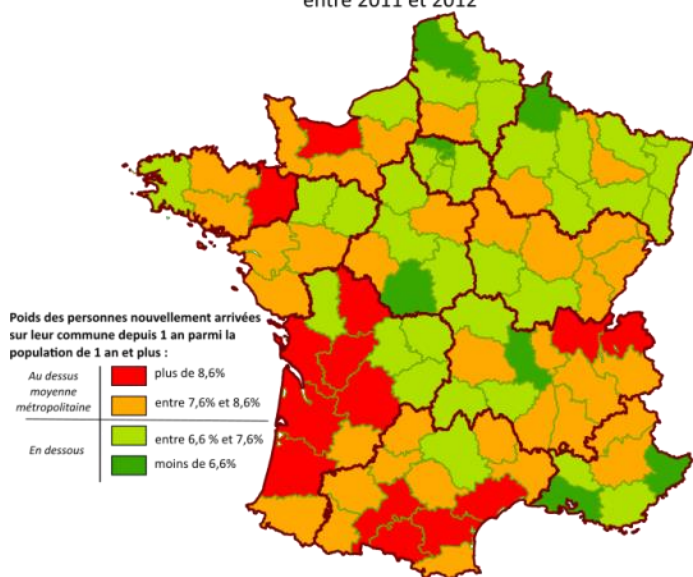 entre 2011 et 2012
Poids des personnes nouvellement arrivées
sur leur commune depuis 1 an parmi la
population de 1 an et plus :
Au dessus
moyenne
métropolitaine
plus de 8,6%
entre 7,6% et 8,6%
En dessous
entre 6,6 % et 7,6%
moins de 6,6%